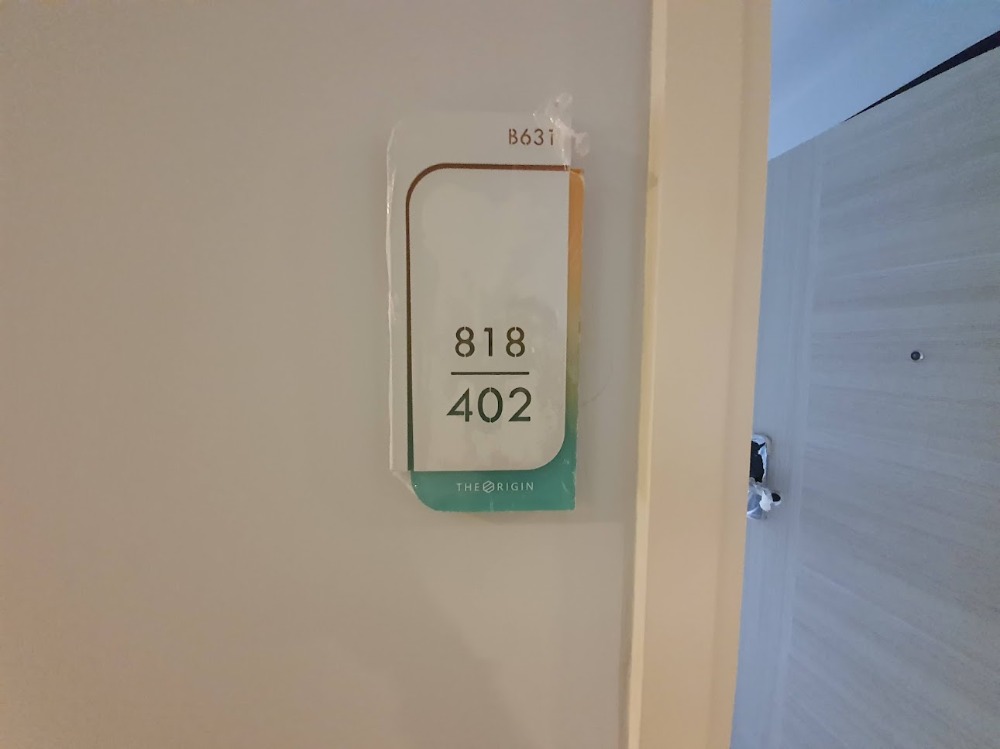 B631
818
402
THE ORIGIN